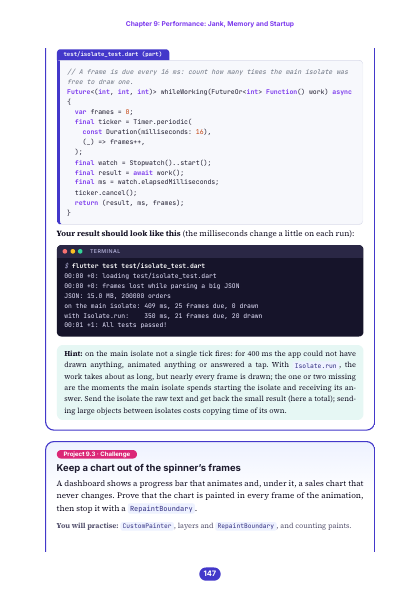 Chapter 9: Performance: Jank, Memory and Startup
test/isolate_test.dart (part)
// A frame is due every 16 ms: count how many times the main isolate was
free to draw one.
Future<(int, int, int)> whileWorking(FutureOr<int> Function() work) async
{
  var frames = 0;
  final ticker = Timer.periodic(
    const Duration(milliseconds: 16),
    (_) => frames++,
  );
  final watch = Stopwatch()..start();
  final result = await work();
  final ms = watch.elapsedMilliseconds;
  ticker.cancel();
  return (result, ms, frames);
}
Your result should look like this (the milliseconds change a little on each run):
TERMINAL
$ flutter test test/isolate_test.dart
00:00 +0: loading test/isolate_test.dart
00:00 +0: frames lost while parsing a big JSON
JSON: 15.0 MB, 200000 orders
on the main isolate: 409 ms, 25 frames due, 0 drawn
with Isolate.run:    350 ms, 21 frames due, 20 drawn
00:01 +1: All tests passed!
Hint: on the main isolate not a single tick fires: for 400 ms the app could not have
drawn anything, animated anything or answered a tap. With Isolate.run, the
work takes about as long, but nearly every frame is drawn; the one or two missing
are the moments the main isolate spends starting the isolate and receiving its an-
swer. Send the isolate the raw text and get back the small result (here a total); send-
ing large objects between isolates costs copying time of its own.
Project 9.3 · Challenge
Keep a chart out of the spinner's frames
A dashboard shows a progress bar that animates and, under it, a sales chart that
never changes. Prove that the chart is painted in every frame of the animation,
then stop it with a RepaintBoundary.
You will practise: CustomPainter, layers and RepaintBoundary, and counting paints.
147